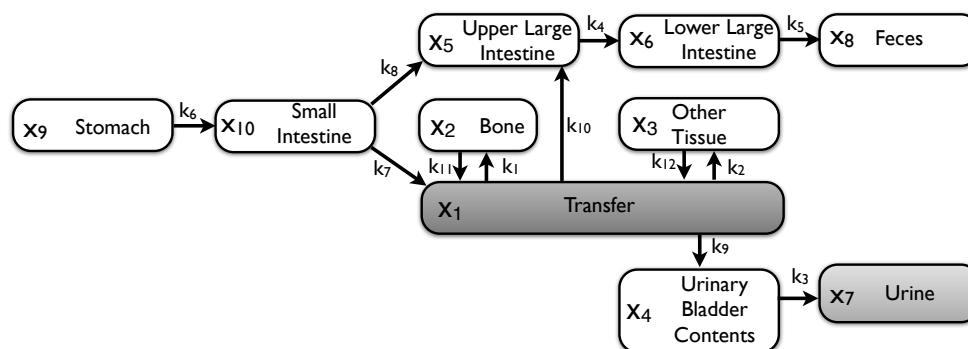 x5 Upper Large
Intestine
k4
x6 Lower Large
Intestine
k5
x8 Feces
k8
x9 Stomach
k6
x10 Small
Intestine
x2 Bone
k10
x3 Other
Tissue
k7
k11
k1
k12
k2
x1 Transfer
k9
x4 Urinary
Bladder
Contents
k3
x7 Urine